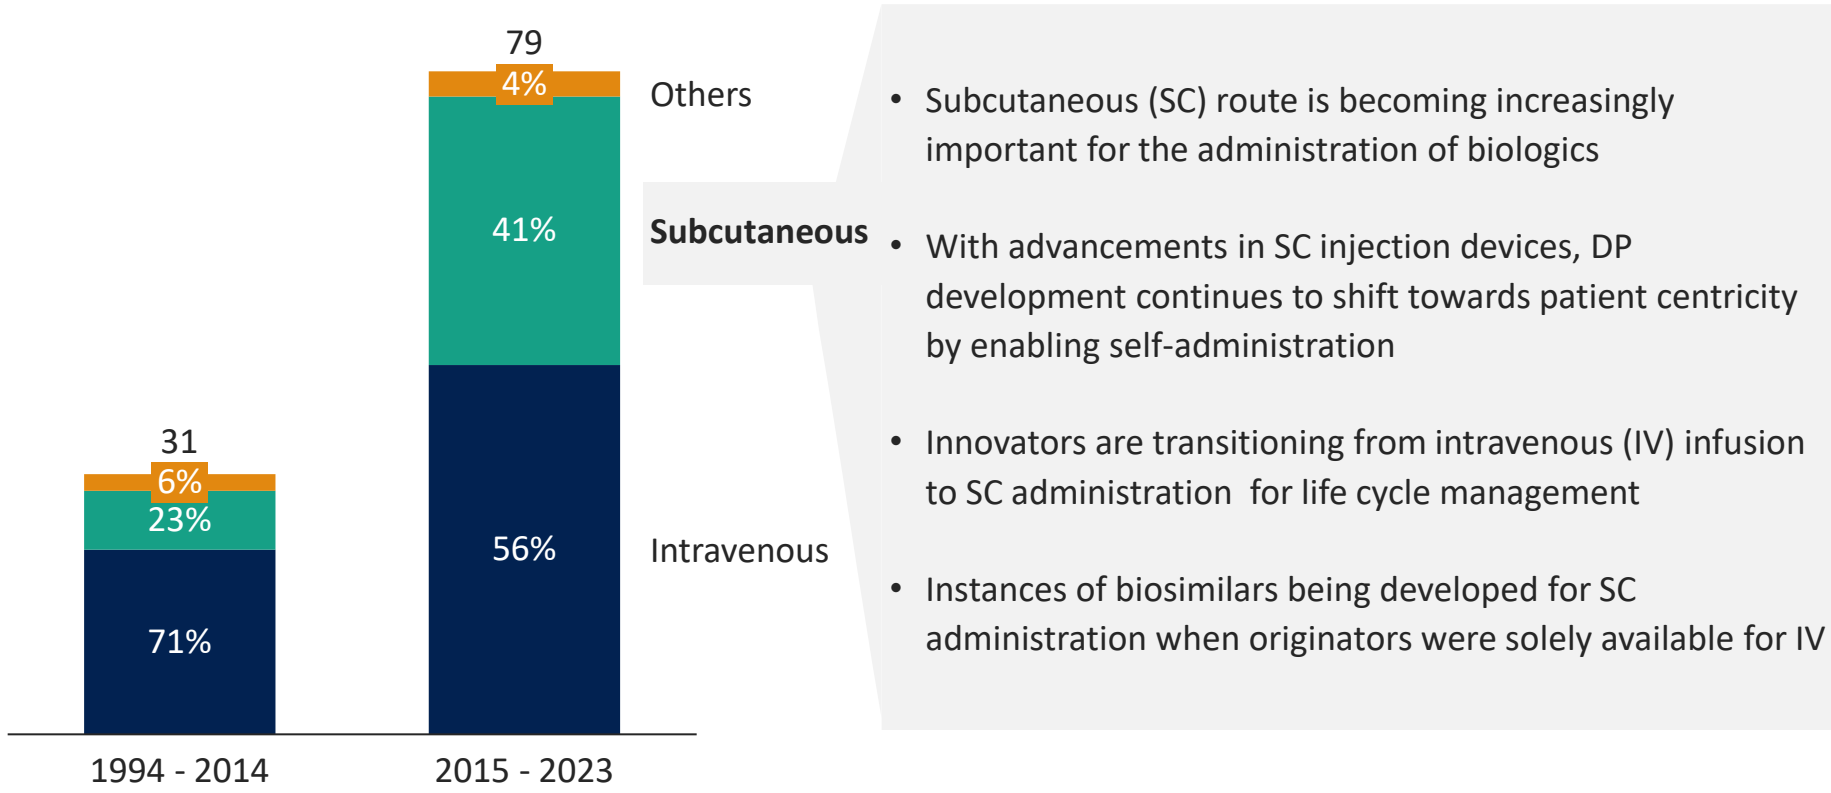 79
4%
Others
41%
Subcutaneous
31
6%
23%
56%
Intravenous
71%
1994 - 2014
2015 - 2023
• Subcutaneous (SC) route is becoming increasingly
important for the administration of biologics
• With advancements in SC injection devices, DP
development continues to shift towards patient centricity
by enabling self-administration
• Innovators are transitioning from intravenous (IV) infusion
to SC administration  for life cycle management
• Instances of biosimilars being developed for SC
administration when originators were solely available for IV